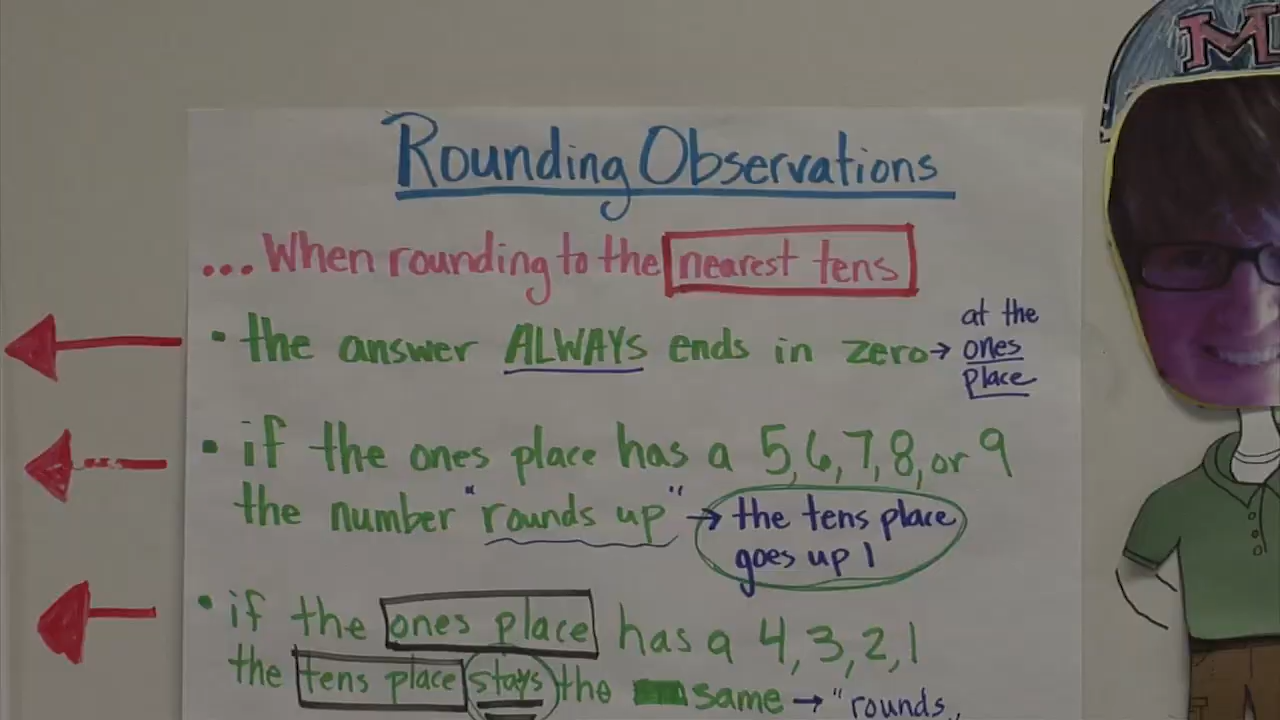 M
Rounding Observations
...When rounding to the nearest tens
• the answer ALWAYS ends in zero → at the
ones
place
• if the ones place has a 5, 6, 7, 8, or 9
the number "rounds up" → the tens place
goes up 1
• if the ones place has a 4, 3, 2, 1
the tens place stays the same → "rounds